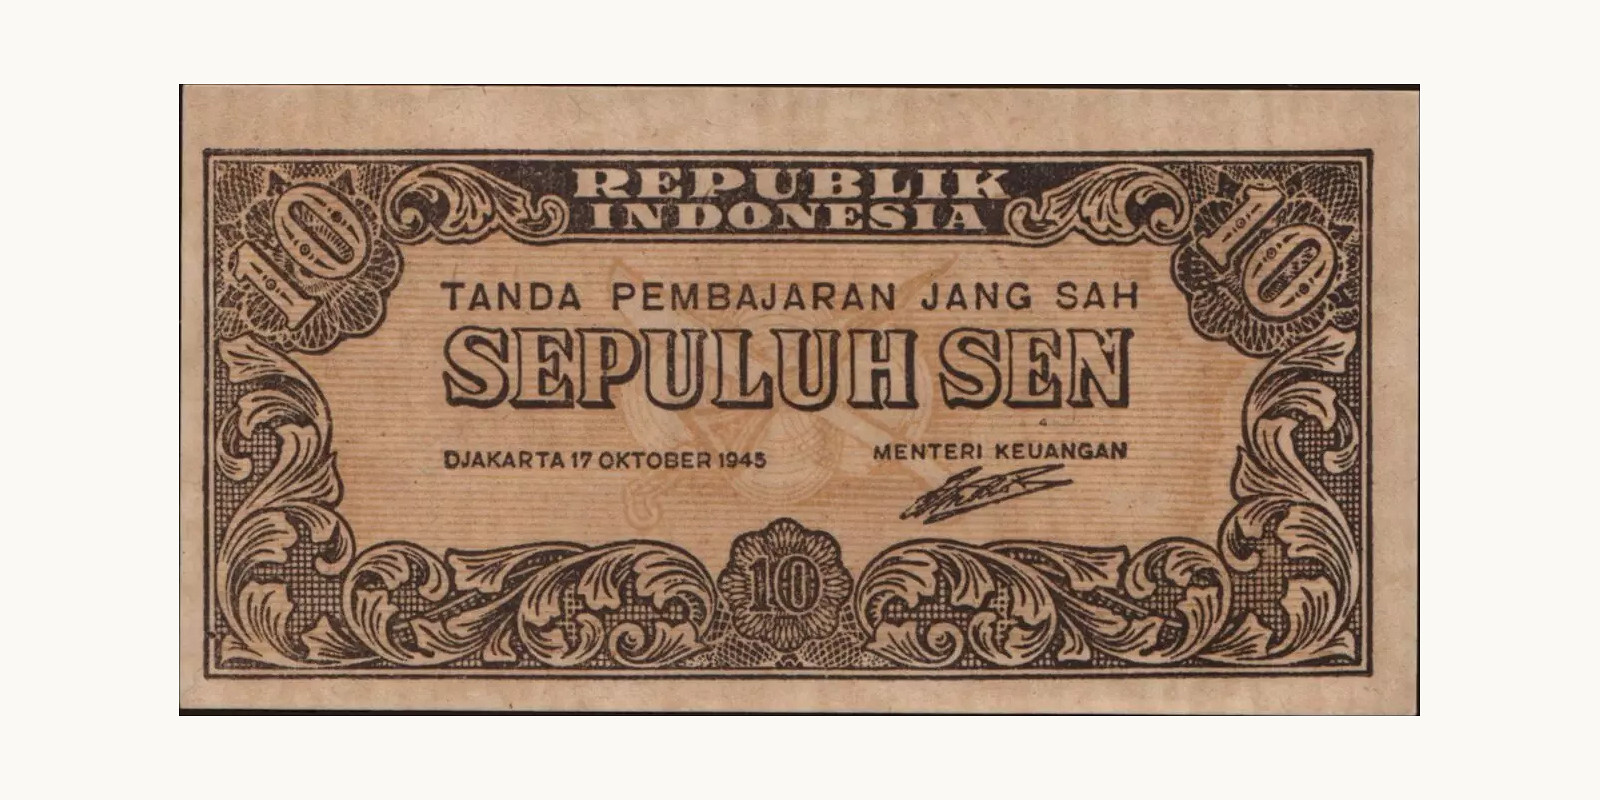 10
REPUBLIK
INDONESIA
10
TANDA PEMBAJARAN JANG SAH
SEPULUH SEN
DJAKARTA 17 OKTOBER 1945
MENTERI KEUANGAN
10